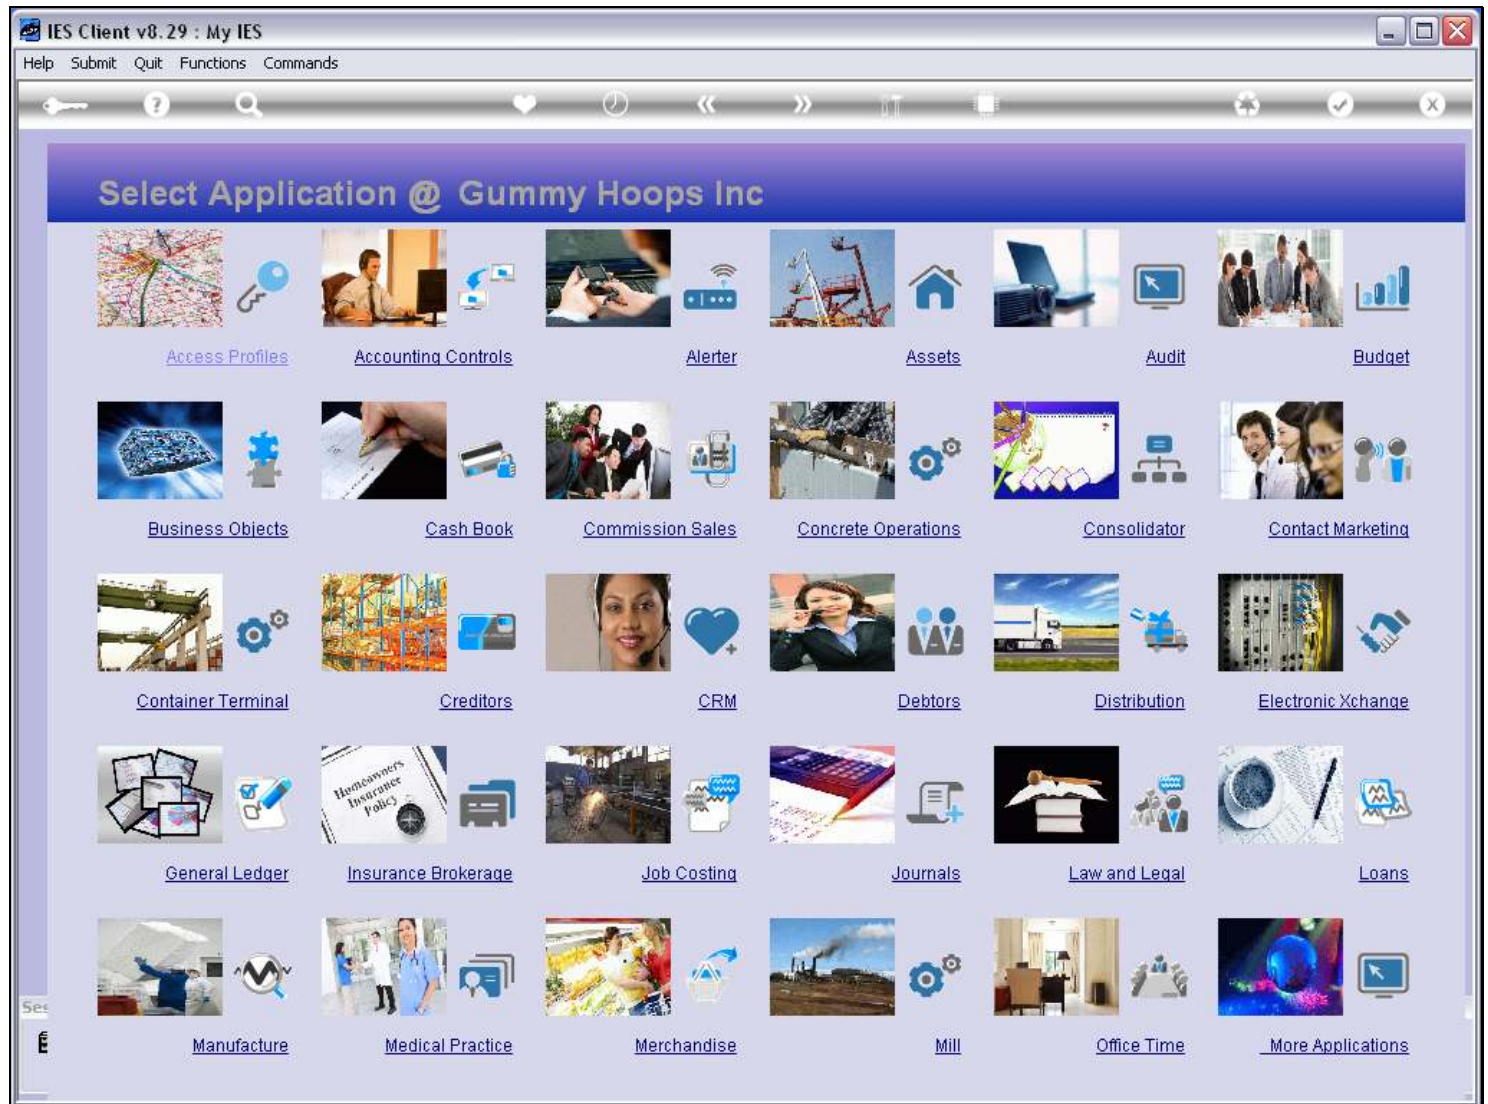 IES Client v8.29 : My IES
Help Submit Quit Functions Commands
Select Application @ Gummy Hoops Inc
Access Profiles Accounting Controls Alerter Assets Audit Budget
Business Objects Cash Book Commission Sales Concrete Operations Consolidator Contact Marketing
Container Terminal Creditors CRM Debtors Distribution Electronic Xchange
Homeowners
Insurance
Policy
General Ledger Insurance Brokerage Job Costing Journals Law and Legal Loans
Ses
Manufacture Medical Practice Merchandise Mill Office Time More Applications